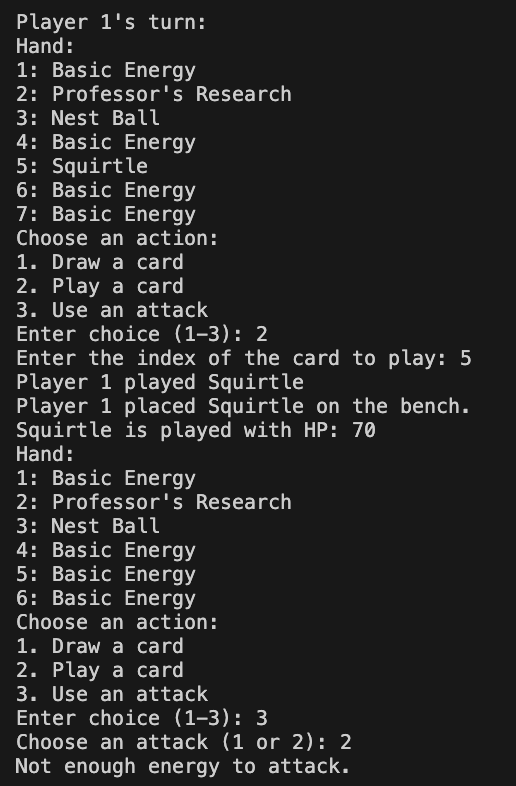 Player 1's turn:
Hand:
1: Basic Energy
2: Professor's Research
3: Nest Ball
4: Basic Energy
5: Squirtle
6: Basic Energy
7: Basic Energy
Choose an action:
1. Draw a card
2. Play a card
3. Use an attack
Enter choice (1-3): 2
Enter the index of the card to play: 5
Player 1 played Squirtle
Player 1 placed Squirtle on the bench.
Squirtle is played with HP: 70
Hand:
1: Basic Energy
2: Professor's Research
3: Nest Ball
4: Basic Energy
5: Basic Energy
6: Basic Energy
Choose an action:
1. Draw a card
2. Play a card
3. Use an attack
Enter choice (1-3): 3
Choose an attack (1 or 2): 2
Not enough energy to attack.